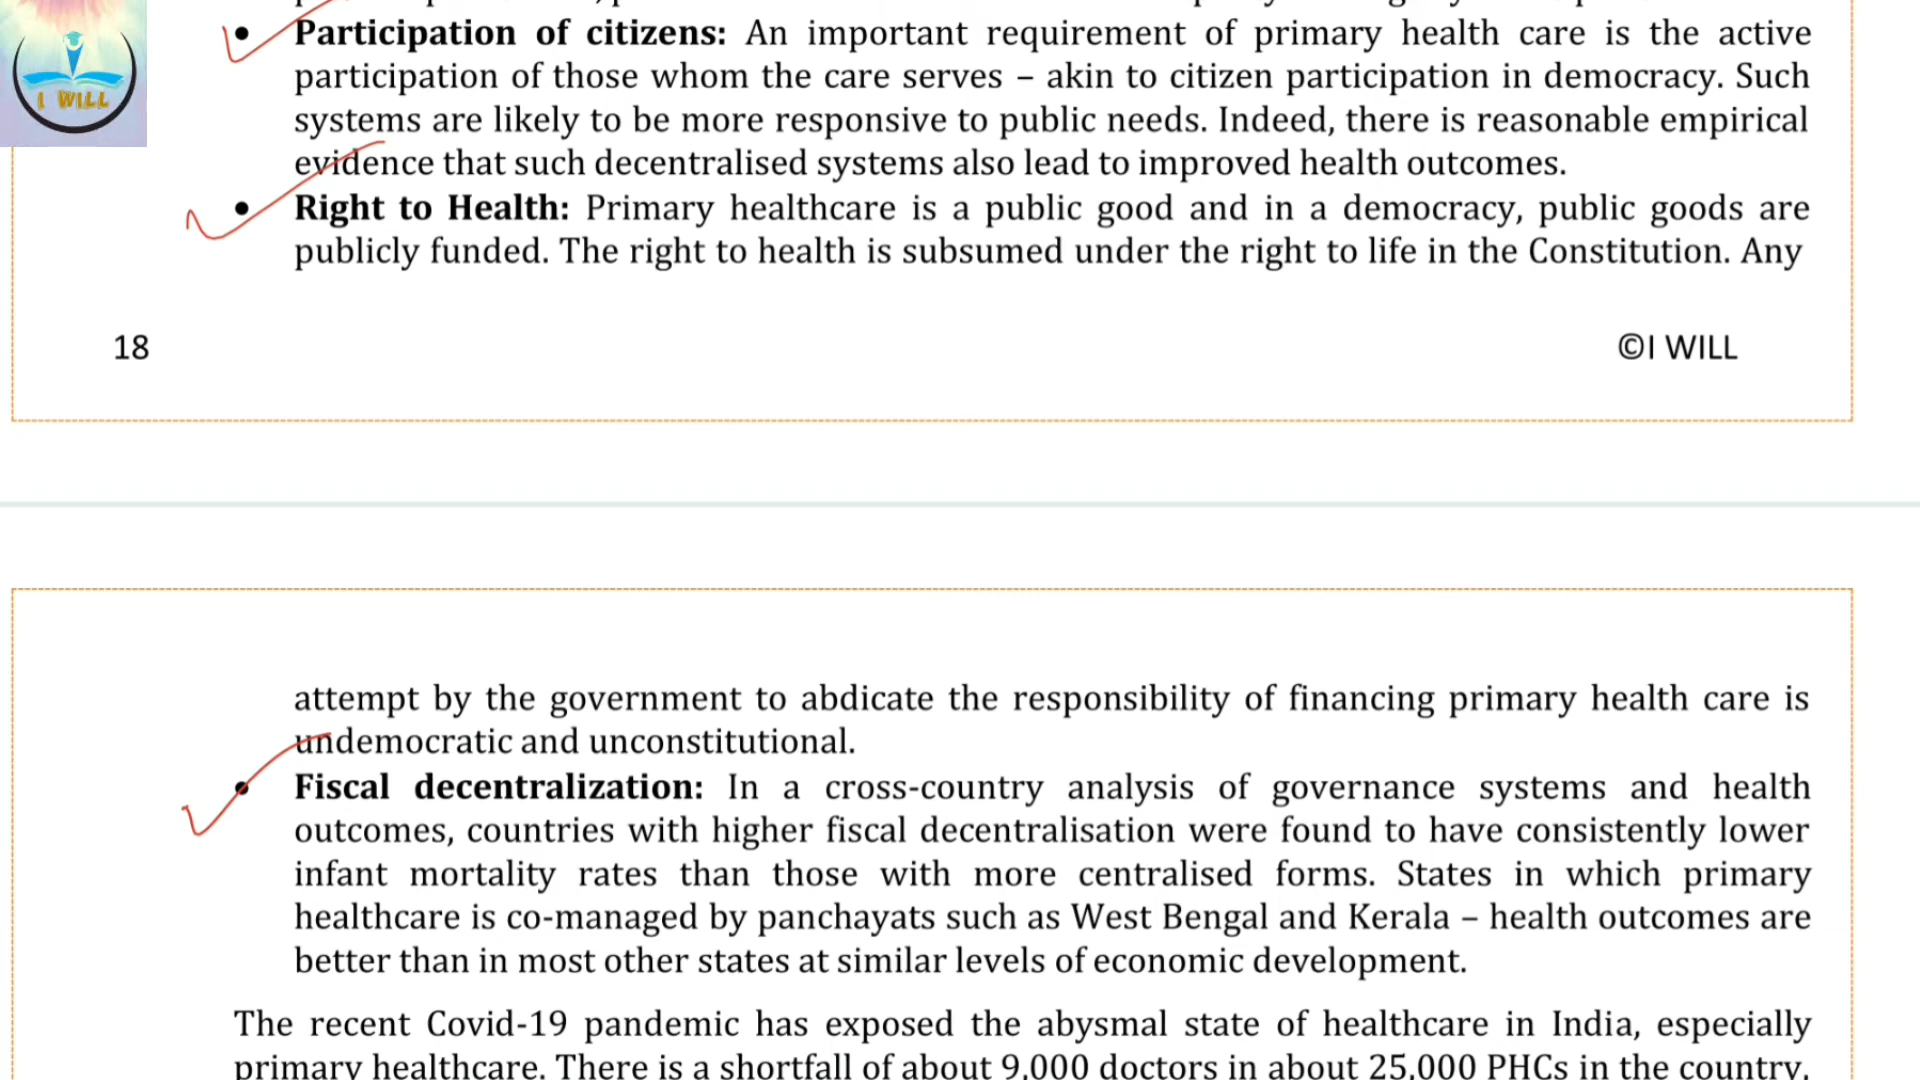 I WILL
Participation of citizens: An important requirement of primary health care is the active
participation of those whom the care serves – akin to citizen participation in democracy. Such
systems are likely to be more responsive to public needs. Indeed, there is reasonable empirical
evidence that such decentralised systems also lead to improved health outcomes.
Right to Health: Primary healthcare is a public good and in a democracy, public goods are
publicly funded. The right to health is subsumed under the right to life in the Constitution. Any
18
©I WILL
attempt by the government to abdicate the responsibility of financing primary health care is
undemocratic and unconstitutional.
Fiscal decentralization: In a cross-country analysis of governance systems and health
outcomes, countries with higher fiscal decentralisation were found to have consistently lower
infant mortality rates than those with more centralised forms. States in which primary
healthcare is co-managed by panchayats such as West Bengal and Kerala – health outcomes are
better than in most other states at similar levels of economic development.
The recent Covid-19 pandemic has exposed the abysmal state of healthcare in India, especially
primary healthcare. There is a shortfall of about 9,000 doctors in about 25,000 PHCs in the country.